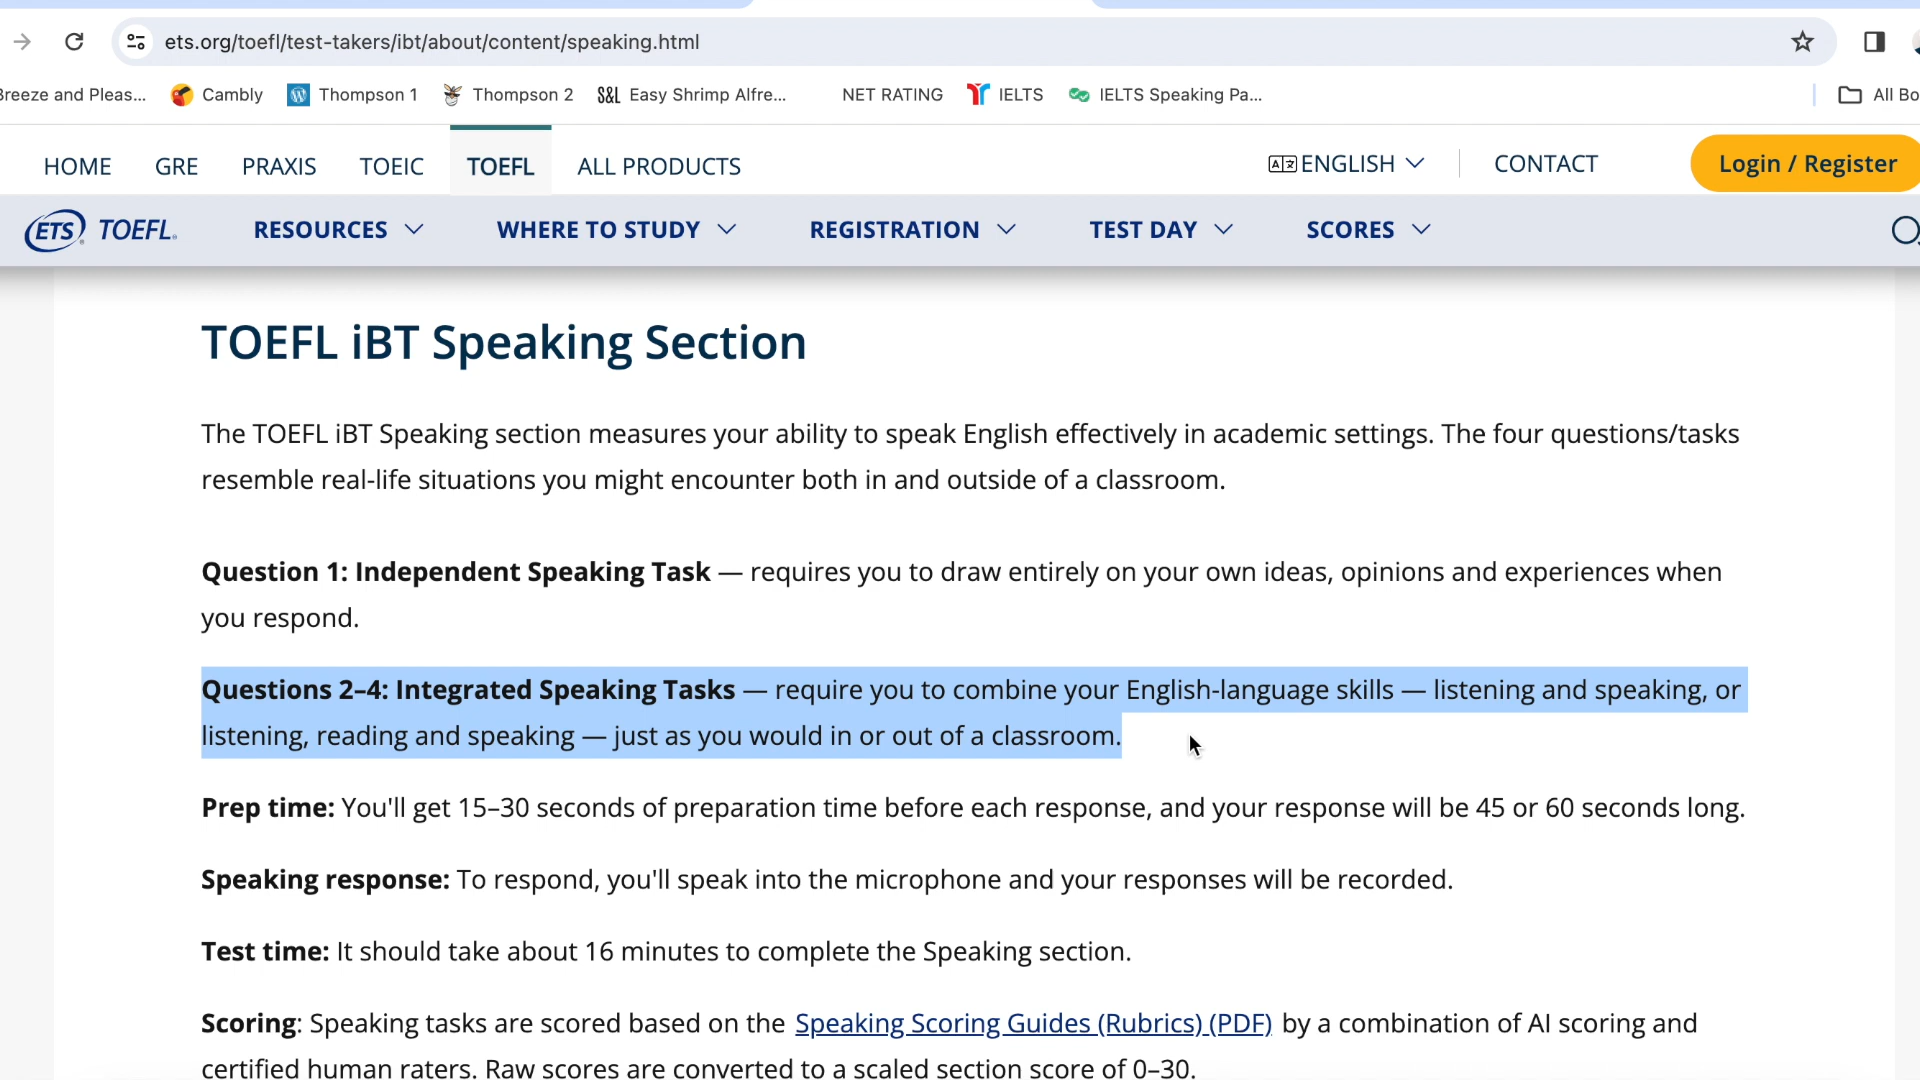 ets.org/toefl/test-takers/ibt/about/content/speaking.html
Breeze and Pleas... Cambly Thompson 1 Thompson 2 S&L Easy Shrimp Alfre... NET RATING IELTS IELTS Speaking Pa... All Bo
HOME GRE PRAXIS TOEIC TOEFL ALL PRODUCTS ENGLISH CONTACT Login / Register
ETS TOEFL. RESOURCES WHERE TO STUDY REGISTRATION TEST DAY SCORES
TOEFL iBT Speaking Section
The TOEFL iBT Speaking section measures your ability to speak English effectively in academic settings. The four questions/tasks
resemble real-life situations you might encounter both in and outside of a classroom.
Question 1: Independent Speaking Task — requires you to draw entirely on your own ideas, opinions and experiences when
you respond.
Questions 2–4: Integrated Speaking Tasks — require you to combine your English-language skills — listening and speaking, or
listening, reading and speaking — just as you would in or out of a classroom.
Prep time: You'll get 15–30 seconds of preparation time before each response, and your response will be 45 or 60 seconds long.
Speaking response: To respond, you'll speak into the microphone and your responses will be recorded.
Test time: It should take about 16 minutes to complete the Speaking section.
Scoring: Speaking tasks are scored based on the Speaking Scoring Guides (Rubrics) (PDF) by a combination of AI scoring and
certified human raters. Raw scores are converted to a scaled section score of 0–30.